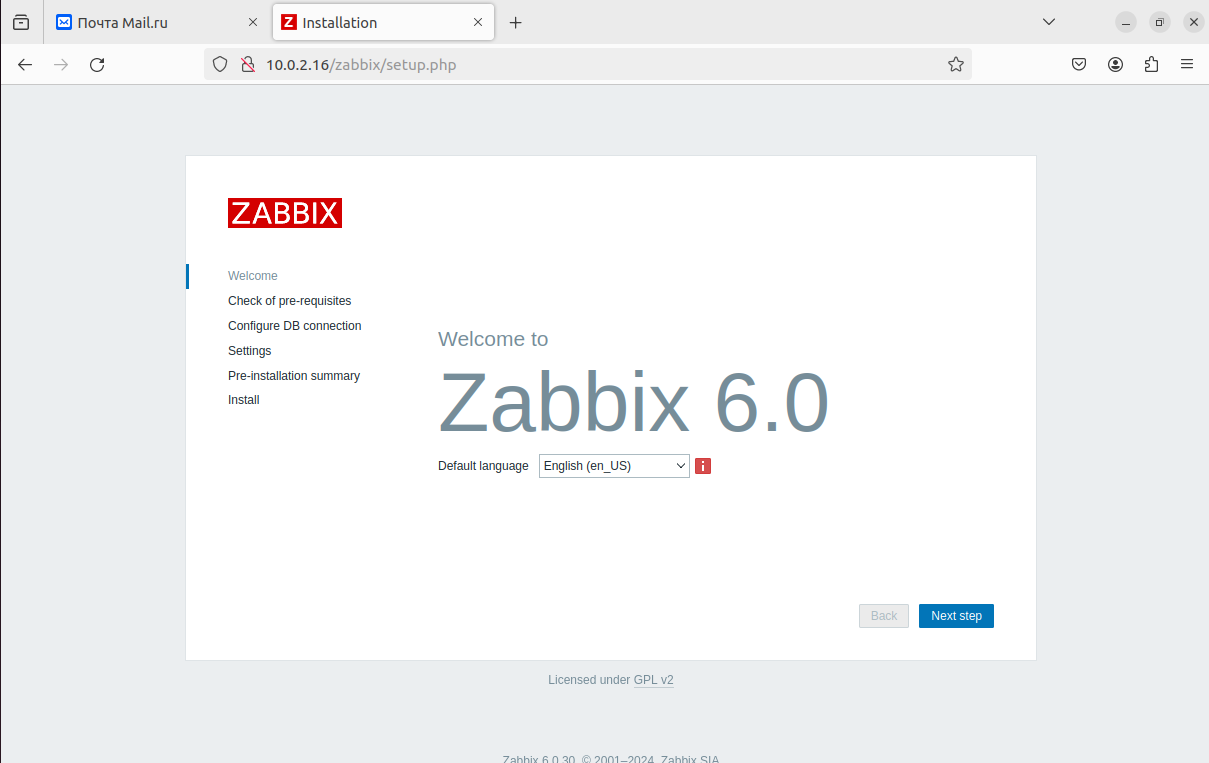 Почта Mail.ru
Installation
10.0.2.16/zabbix/setup.php
ZABBIX
Welcome
Check of pre-requisites
Configure DB connection
Settings
Pre-installation summary
Install
Welcome to
Zabbix 6.0
Default language English (en_US)
Back Next step
Licensed under GPL v2
Zabbix 6.0.30. © 2001–2024, Zabbix SIA